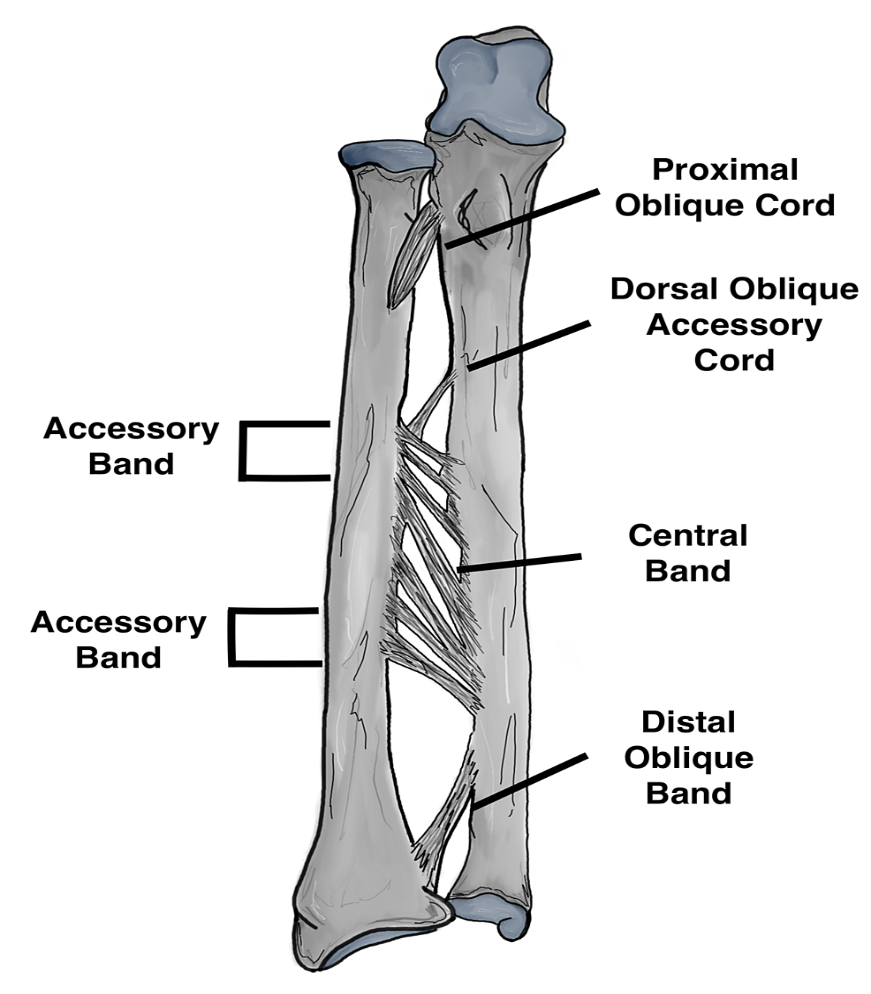 Proximal
Oblique Cord
Dorsal Oblique
Accessory
Cord
Accessory
Band
Central
Band
Accessory
Band
Distal
Oblique
Band